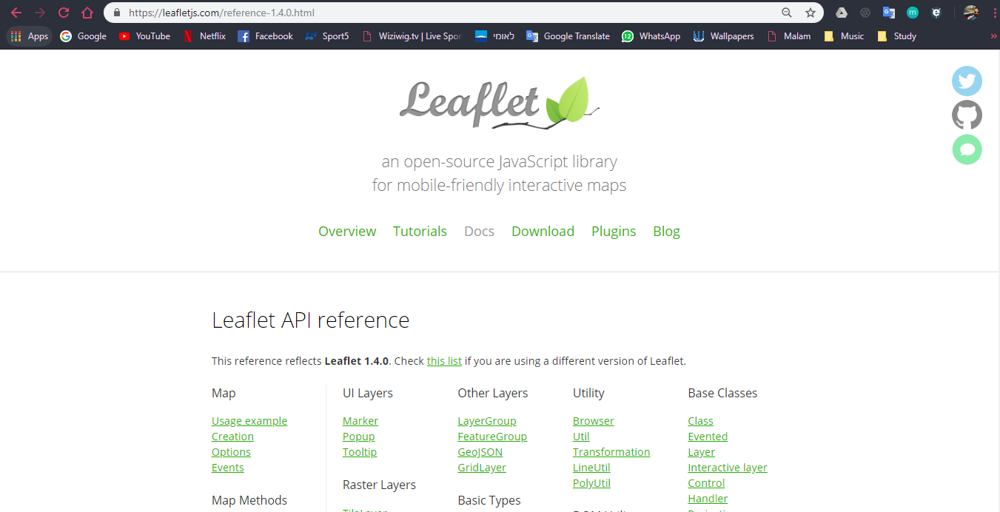 https://leafletjs.com/reference-1.4.0.html
Apps Google YouTube Netflix Facebook Sport5 Wiziwig.tv | Live Spor לאומי Google Translate 12 WhatsApp Wallpapers Malam Music Study »
Leaflet
an open-source JavaScript library
for mobile-friendly interactive maps
Overview Tutorials Docs Download Plugins Blog
Leaflet API reference
This reference reflects Leaflet 1.4.0. Check this list if you are using a different version of Leaflet.
Map
Usage example
Creation
Options
Events
Map Methods
UI Layers
Marker
Popup
Tooltip
Raster Layers
Other Layers
LayerGroup
FeatureGroup
GeoJSON
GridLayer
Basic Types
Utility
Browser
Util
Transformation
LineUtil
PolyUtil
Base Classes
Class
Evented
Layer
Interactive layer
Control
Handler